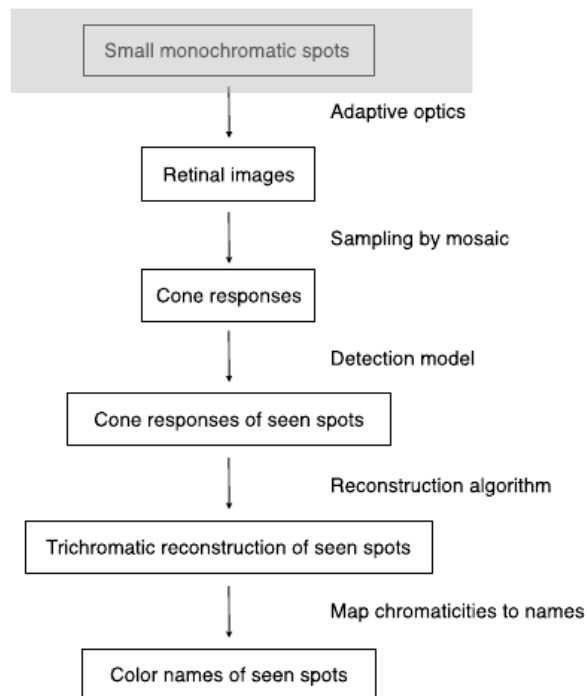 Small monochromatic spots
Adaptive optics
Retinal images
Sampling by mosaic
Cone responses
Detection model
Cone responses of seen spots
Reconstruction algorithm
Trichromatic reconstruction of seen spots
Map chromaticities to names
Color names of seen spots